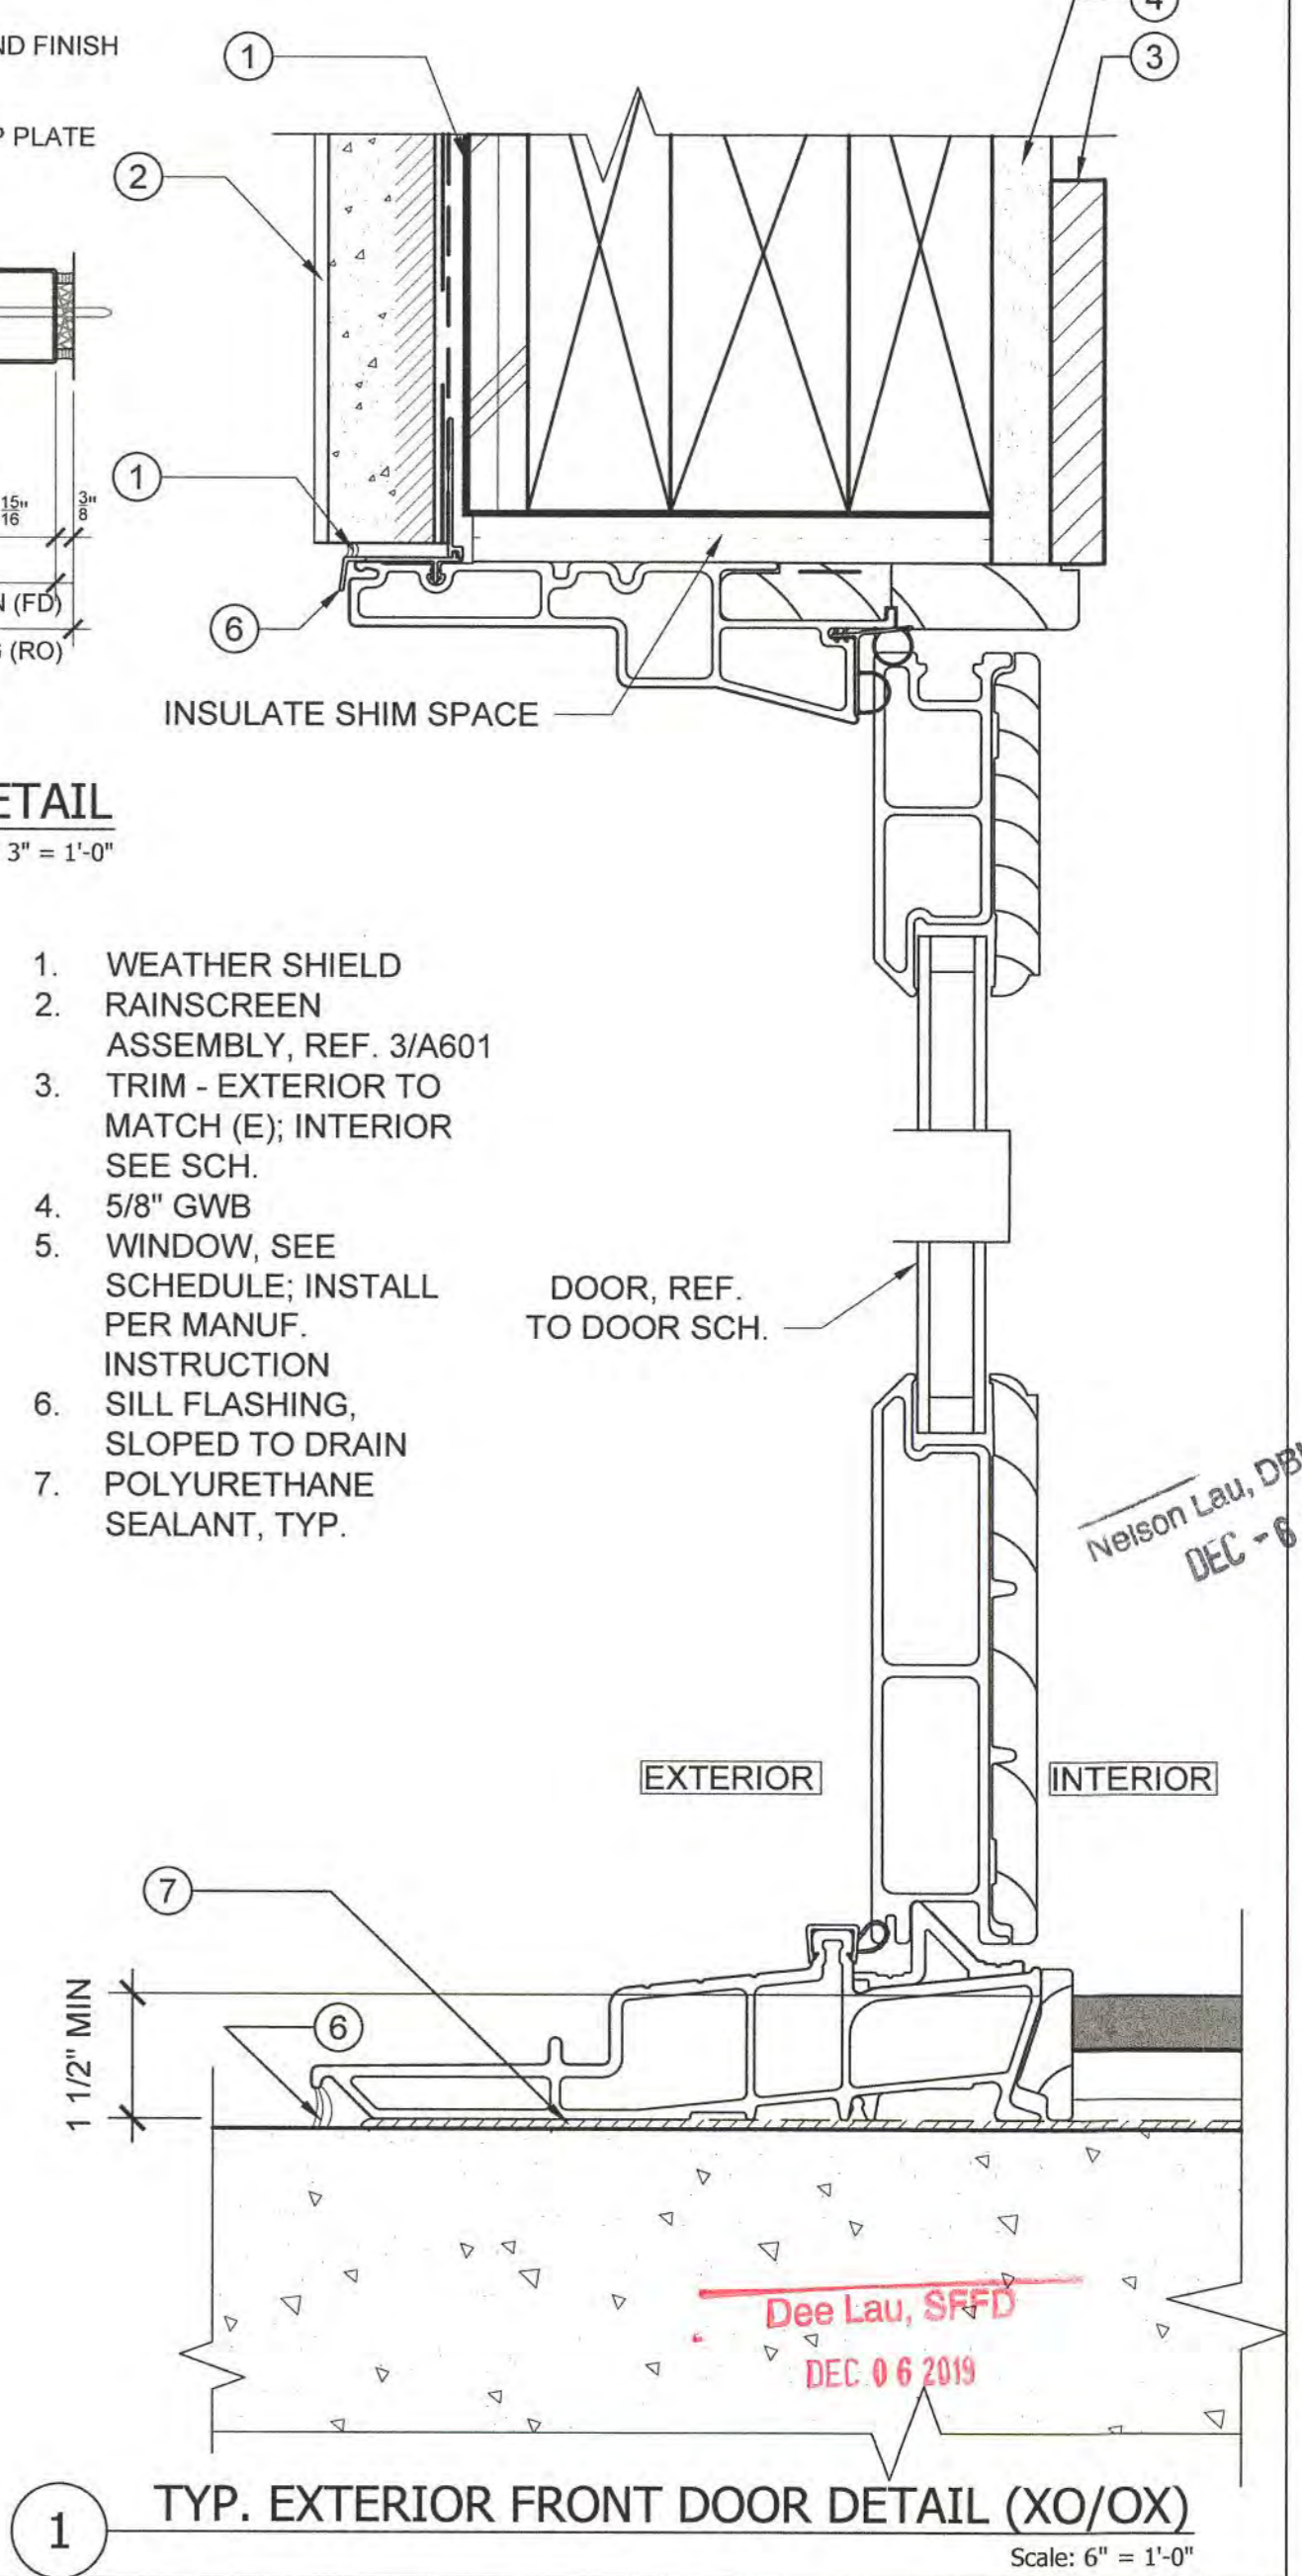 4
ND FINISH
1
3
P PLATE
2
1
15/16"
3/8"
N (FD)
6
G (RO)
INSULATE SHIM SPACE
ETAIL
3" = 1'-0"
1. WEATHER SHIELD
2. RAINSCREEN
ASSEMBLY, REF. 3/A601
3. TRIM - EXTERIOR TO
MATCH (E); INTERIOR
SEE SCH.
4. 5/8" GWB
5. WINDOW, SEE
SCHEDULE; INSTALL
PER MANUF.
INSTRUCTION
6. SILL FLASHING,
SLOPED TO DRAIN
7. POLYURETHANE
SEALANT, TYP.
DOOR, REF.
TO DOOR SCH.
Nelson Lau, DB
DEC - 6
EXTERIOR
INTERIOR
7
1 1/2" MIN
6
Dee Lau, SFFD
DEC 06 2019
1
TYP. EXTERIOR FRONT DOOR DETAIL (XO/OX)
Scale: 6" = 1'-0"